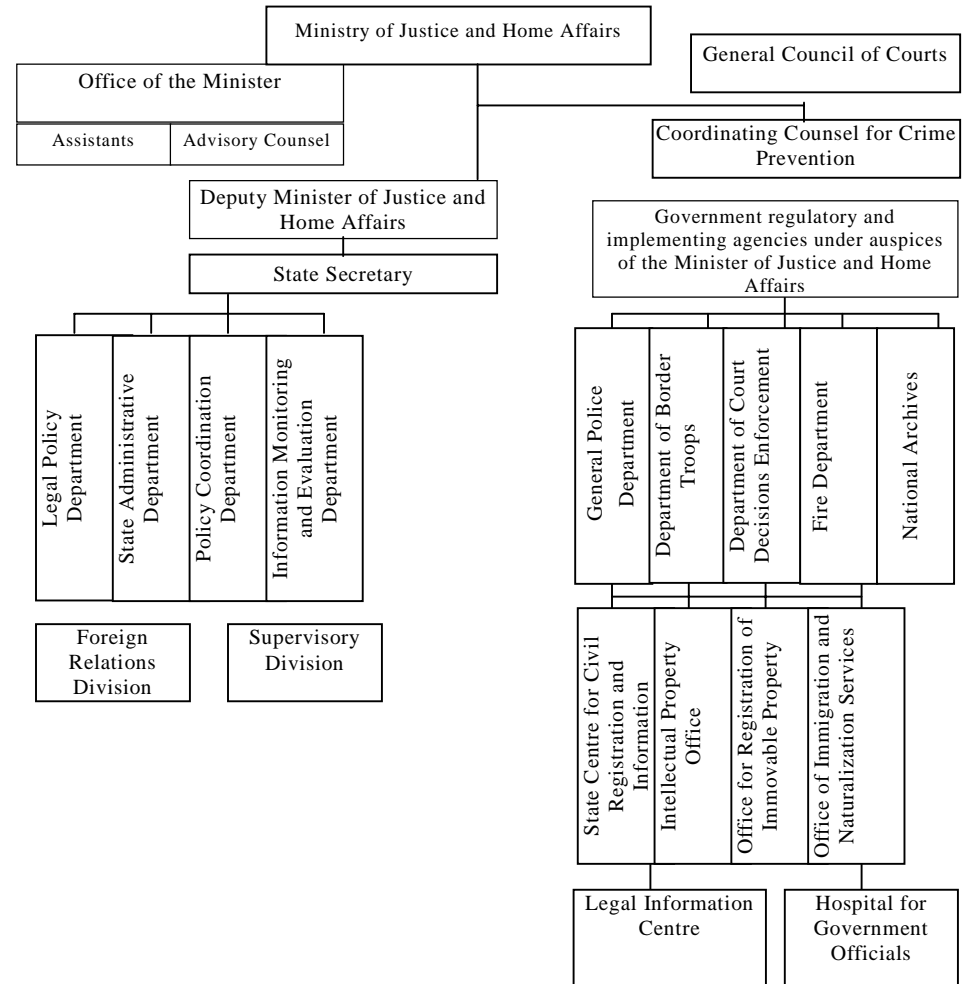 Ministry of Justice and Home Affairs
General Council of Courts
Office of the Minister
Assistants
Advisory Counsel
Coordinating Counsel for Crime
Prevention
Deputy Minister of Justice and
Home Affairs
State Secretary
Government regulatory and
implementing agencies under auspices
of the Minister of Justice and Home
Affairs
Legal Policy
Department
State Administrative
Department
Policy Coordination
Department
Information Monitoring
and Evaluation
Department
General Police
Department
Department of Border
Troops
Department of Court
Decisions Enforcement
Fire Department
National Archives
Foreign
Relations
Division
Supervisory
Division
State Centre for Civil
Registration and
Information
Intellectual Property
Office
Office for Registration of
Immovable Property
Office of Immigration and
Naturalization Services
Legal Information
Centre
Hospital for
Government
Officials